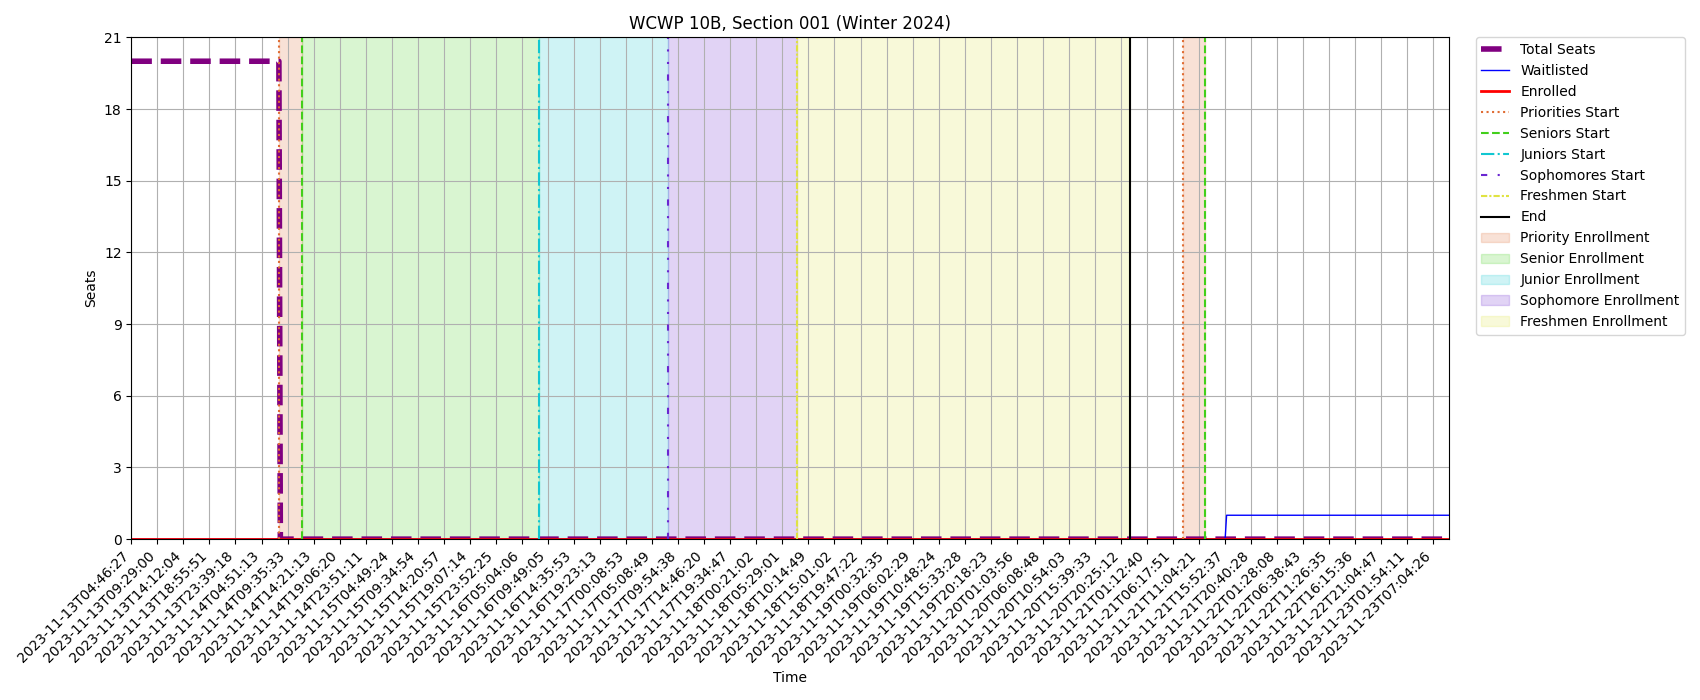 WCWP 10B, Section 001 (Winter 2024)
21
18
15
12
9
6
3
0
Seats
2023-11-13T04:46:27
2023-11-13T09:29:00
2023-11-13T14:12:04
2023-11-13T18:55:51
2023-11-13T23:39:18
2023-11-14T04:51:13
2023-11-14T09:35:33
2023-11-14T14:21:13
2023-11-14T19:06:20
2023-11-14T23:51:11
2023-11-15T04:49:24
2023-11-15T09:34:54
2023-11-15T14:20:57
2023-11-15T19:07:14
2023-11-15T23:52:25
2023-11-16T05:04:06
2023-11-16T09:49:05
2023-11-16T14:35:53
2023-11-16T19:23:13
2023-11-17T00:08:53
2023-11-17T05:08:49
2023-11-17T09:54:38
2023-11-17T14:46:20
2023-11-17T19:34:47
2023-11-18T00:21:02
2023-11-18T05:29:01
2023-11-18T10:14:49
2023-11-18T15:01:02
2023-11-18T19:47:22
2023-11-19T00:32:35
2023-11-19T06:02:29
2023-11-19T10:48:24
2023-11-19T15:33:28
2023-11-19T20:18:23
2023-11-20T01:03:56
2023-11-20T06:08:48
2023-11-20T10:54:03
2023-11-20T15:39:33
2023-11-20T20:25:12
2023-11-21T01:12:40
2023-11-21T06:17:51
2023-11-21T11:04:21
2023-11-21T15:52:37
2023-11-21T20:40:28
2023-11-22T01:28:08
2023-11-22T06:38:43
2023-11-22T11:26:35
2023-11-22T16:15:36
2023-11-22T21:04:47
2023-11-23T01:54:11
2023-11-23T07:04:26
Time
Total Seats
Waitlisted
Enrolled
Priorities Start
Seniors Start
Juniors Start
Sophomores Start
Freshmen Start
End
Priority Enrollment
Senior Enrollment
Junior Enrollment
Sophomore Enrollment
Freshmen Enrollment